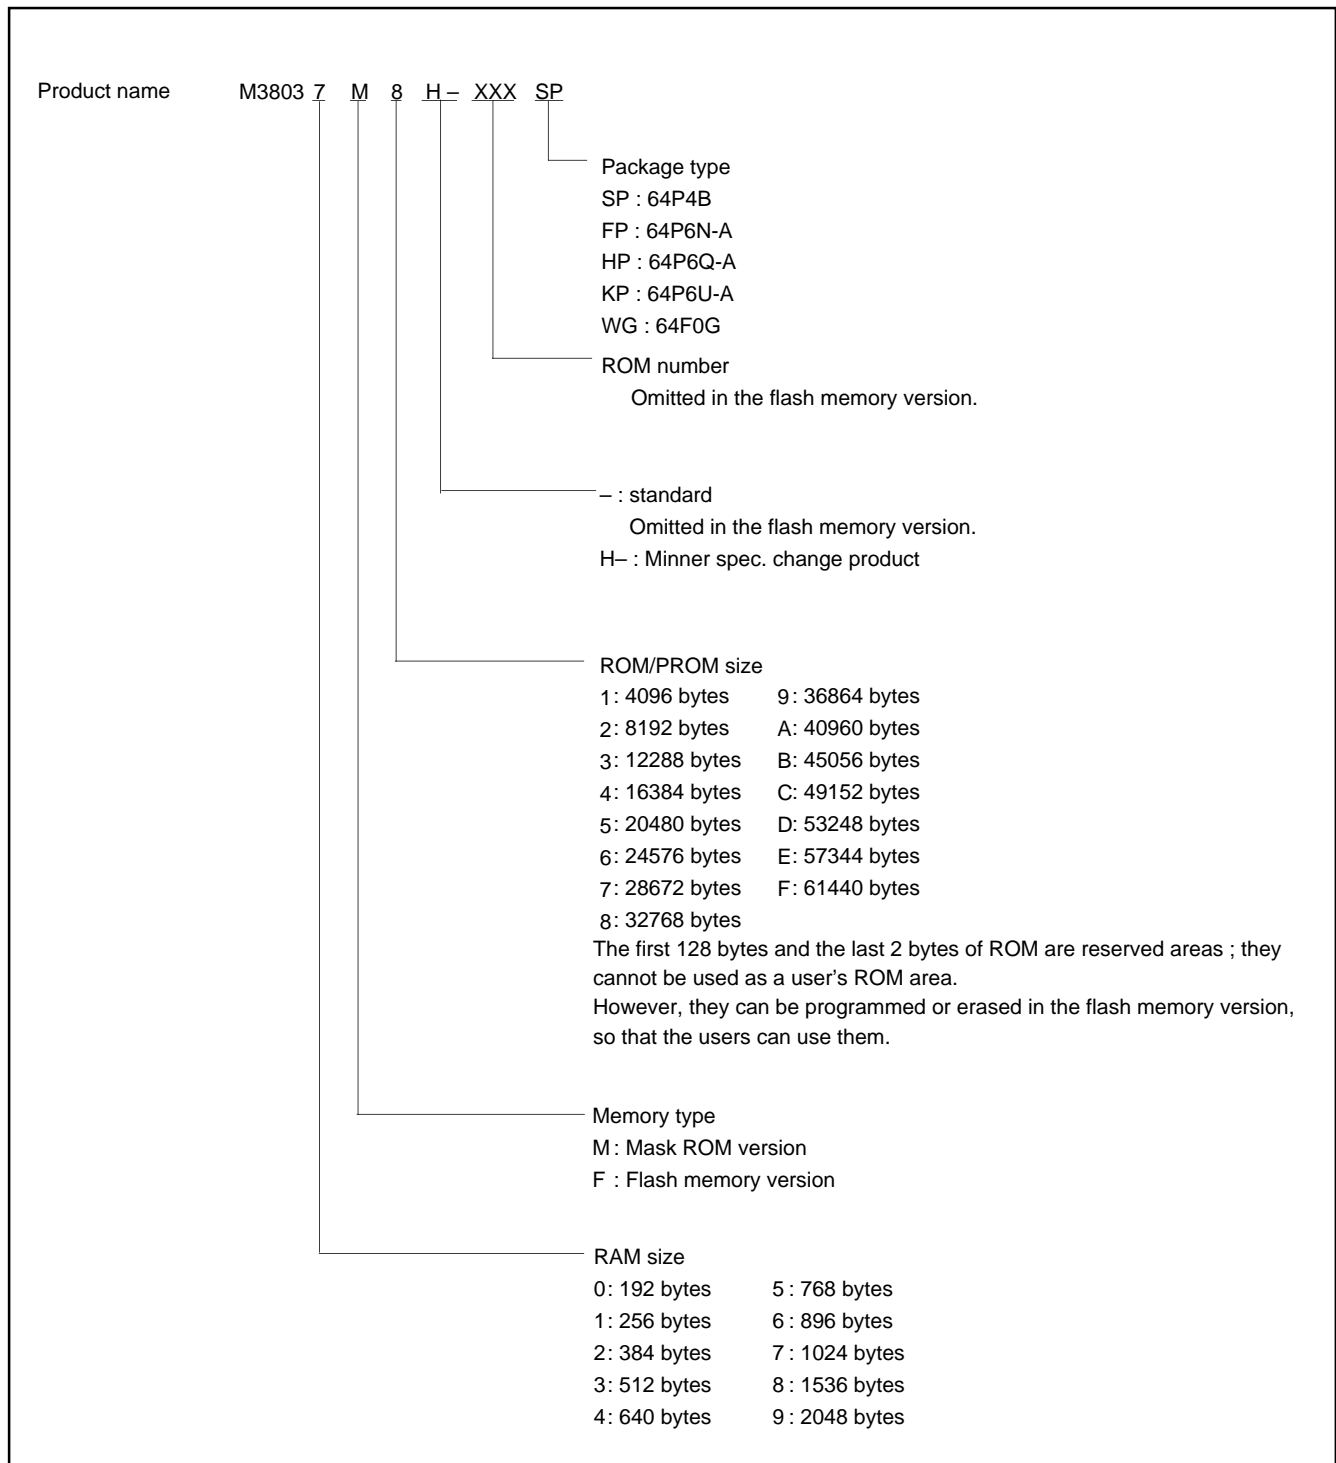 Product name M3803 7 M 8 H – XXX SP
Package type
SP : 64P4B
FP : 64P6N-A
HP : 64P6Q-A
KP : 64P6U-A
WG : 64F0G
ROM number
Omitted in the flash memory version.
– : standard
Omitted in the flash memory version.
H– : Minner spec. change product
ROM/PROM size
1: 4096 bytes 9: 36864 bytes
2: 8192 bytes A: 40960 bytes
3: 12288 bytes B: 45056 bytes
4: 16384 bytes C: 49152 bytes
5: 20480 bytes D: 53248 bytes
6: 24576 bytes E: 57344 bytes
7: 28672 bytes F: 61440 bytes
8: 32768 bytes
The first 128 bytes and the last 2 bytes of ROM are reserved areas ; they
cannot be used as a user’s ROM area.
However, they can be programmed or erased in the flash memory version,
so that the users can use them.
Memory type
M : Mask ROM version
F : Flash memory version
RAM size
0: 192 bytes 5 : 768 bytes
1: 256 bytes 6 : 896 bytes
2: 384 bytes 7 : 1024 bytes
3: 512 bytes 8 : 1536 bytes
4: 640 bytes 9 : 2048 bytes